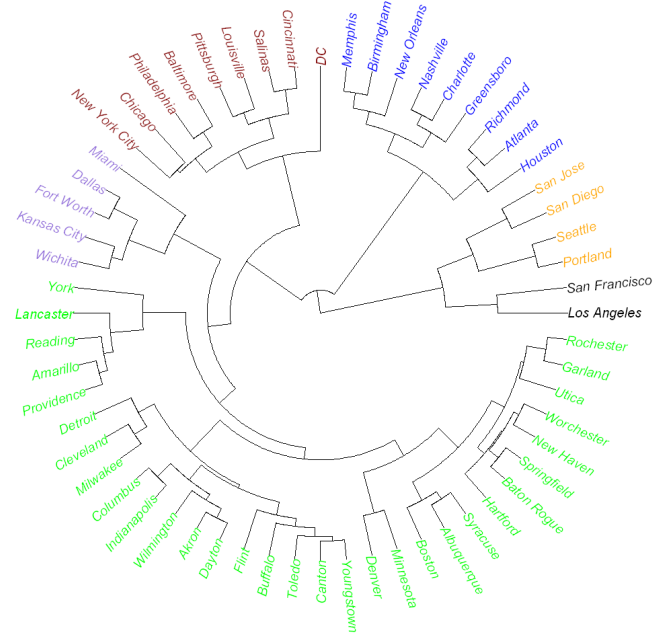 Memphis
Birmingham
New Orleans
Nashville
Charlotte
Greensboro
Richmond
Atlanta
Houston
San Jose
San Diego
Seattle
Portland
San Francisco
Los Angeles
Rochester
Garland
Utica
Worchester
New Haven
Springfield
Baton Rogue
Hartford
Syracuse
Albuquerque
Boston
Minnesota
Denver
Youngstown
Canton
Toledo
Buffalo
Flint
Dayton
Akron
Wilmington
Indianapolis
Columbus
Milwakee
Cleveland
Detroit
Providence
Amarillo
Reading
Lancaster
York
Wichita
Kansas City
Fort Worth
Dallas
Miami
New York City
Chicago
Philadelphia
Baltimore
Pittsburgh
Louisville
Salinas
Cincinnati
DC